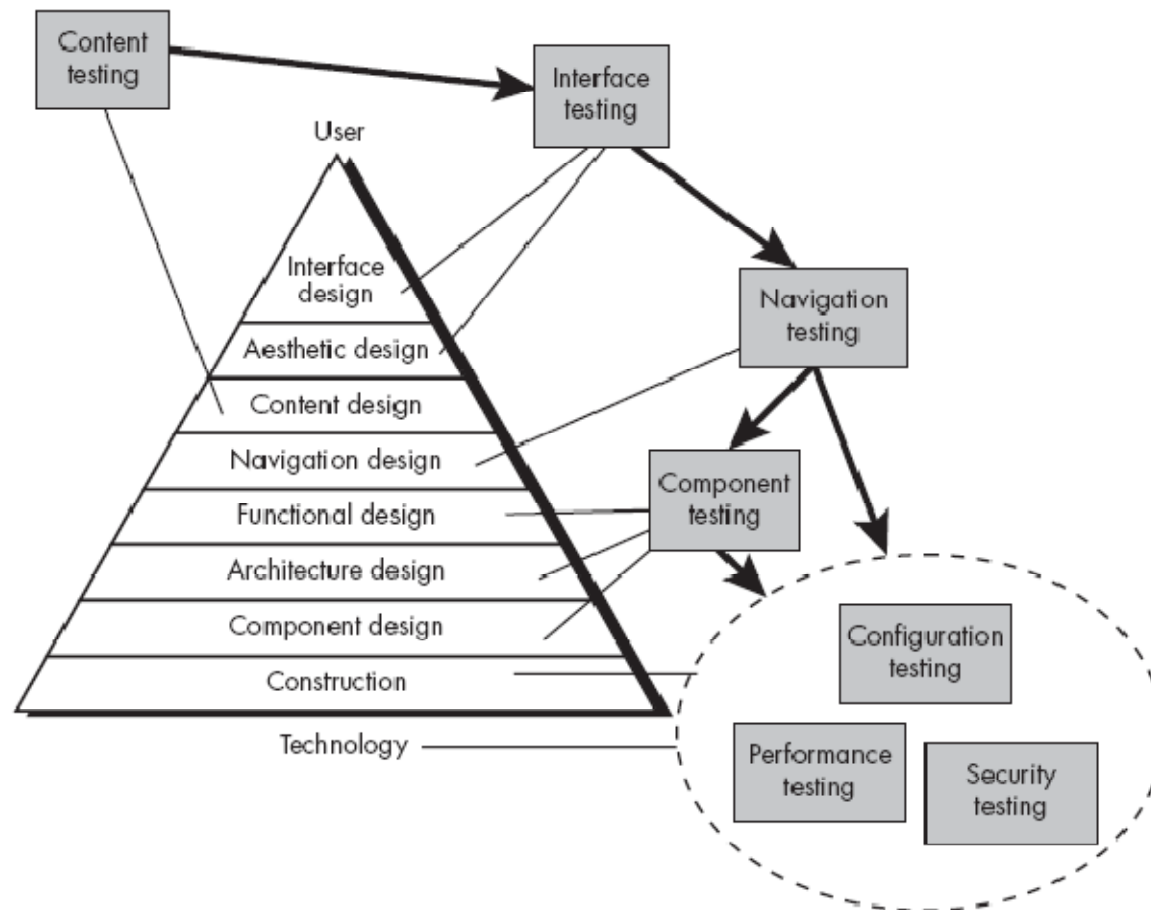 Content
testing
Interface
testing
User
Interface
design
Aesthetic design
Content design
Navigation design
Functional design
Architecture design
Component design
Construction
Technology
Navigation
testing
Component
testing
Configuration
testing
Performance
testing
Security
testing